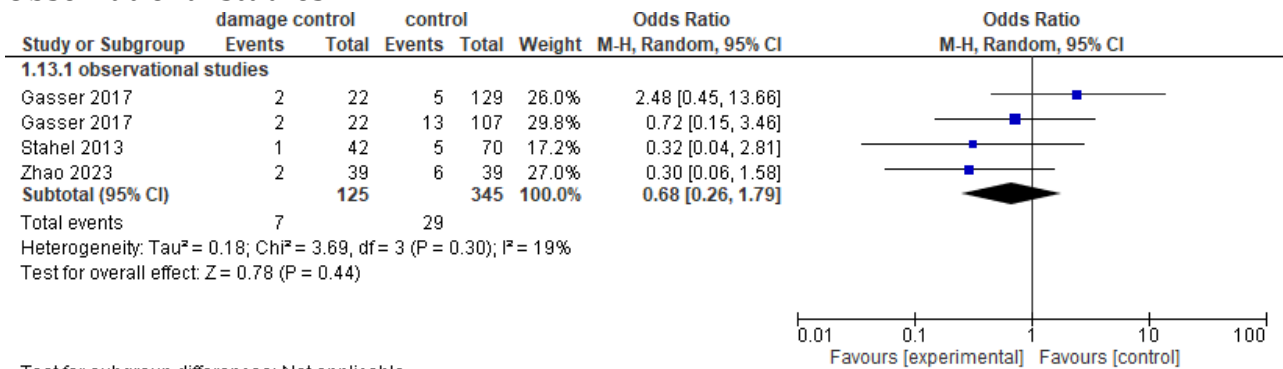 damage control control Odds Ratio Odds Ratio
Study or Subgroup Events Total Events Total Weight M-H, Random, 95% CI M-H, Random, 95% CI
1.13.1 observational studies
Gasser 2017 2 22 5 129 26.0% 2.48 [0.45, 13.66]
Gasser 2017 2 22 13 107 29.8% 0.72 [0.15, 3.46]
Stahel 2013 1 42 5 70 17.2% 0.32 [0.04, 2.81]
Zhao 2023 2 39 6 39 27.0% 0.30 [0.06, 1.58]
Subtotal (95% CI) 125 345 100.0% 0.68 [0.26, 1.79]
Total events 7 29
Heterogeneity: Tau² = 0.18; Chi² = 3.69, df = 3 (P = 0.30); I² = 19%
Test for overall effect: Z = 0.78 (P = 0.44)
0.01 0.1 1 10 100
Favours [experimental] Favours [control]
Test for subgroup differences: Not applicable